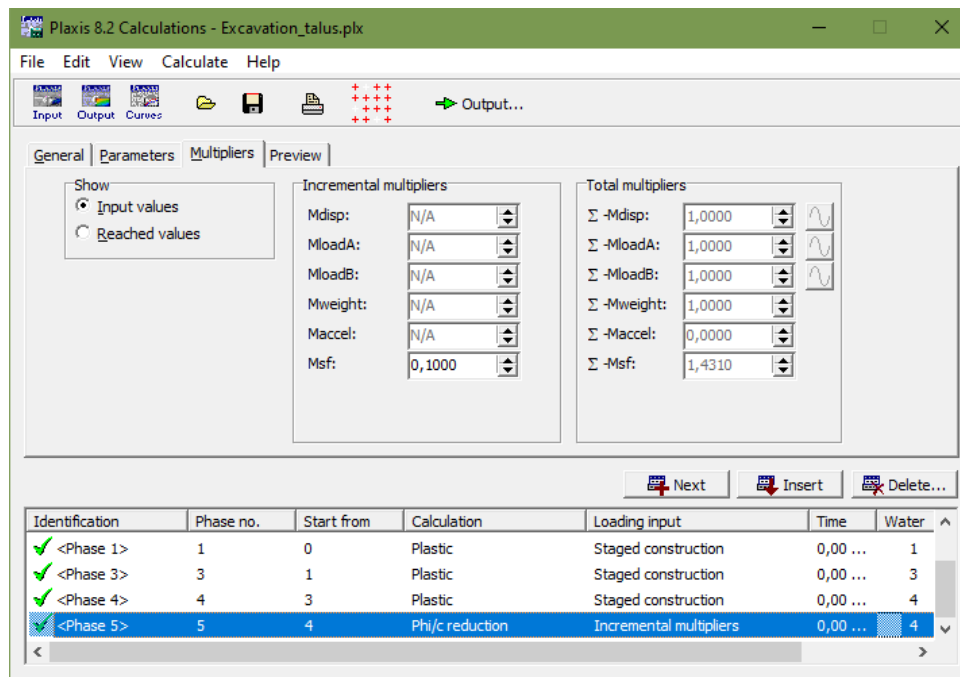 Plaxis 8.2 Calculations - Excavation_talus.plx
File Edit View Calculate Help
PLAXIS PLAXIS PLAXIS
Input Output Curves Output...
General Parameters Multipliers Preview
Show Incremental multipliers Total multipliers
Input values Mdisp: N/A Σ -Mdisp: 1,0000
Reached values MloadA: N/A Σ -MloadA: 1,0000
MloadB: N/A Σ -MloadB: 1,0000
Mweight: N/A Σ -Mweight: 1,0000
Maccel: N/A Σ -Maccel: 0,0000
Msf: 0,1000 Σ -Msf: 1,4310
Next Insert Delete...
Identification Phase no. Start from Calculation Loading input Time Water
<Phase 1> 1 0 Plastic Staged construction 0,00 ... 1
<Phase 3> 3 1 Plastic Staged construction 0,00 ... 3
<Phase 4> 4 3 Plastic Staged construction 0,00 ... 4
<Phase 5> 5 4 Phi/c reduction Incremental multipliers 0,00 ... 4